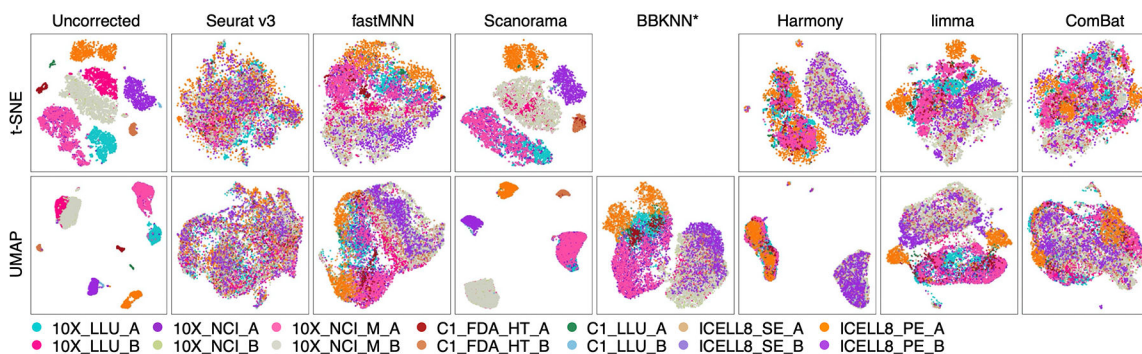 Uncorrected Seurat v3 fastMNN Scanorama BBKNN* Harmony limma ComBat
t-SNE
UMAP
10X_LLU_A 10X_NCI_A 10X_NCI_M_A C1_FDA_HT_A C1_LLU_A ICELL8_SE_A ICELL8_PE_A
10X_LLU_B 10X_NCI_B 10X_NCI_M_B C1_FDA_HT_B C1_LLU_B ICELL8_SE_B ICELL8_PE_B